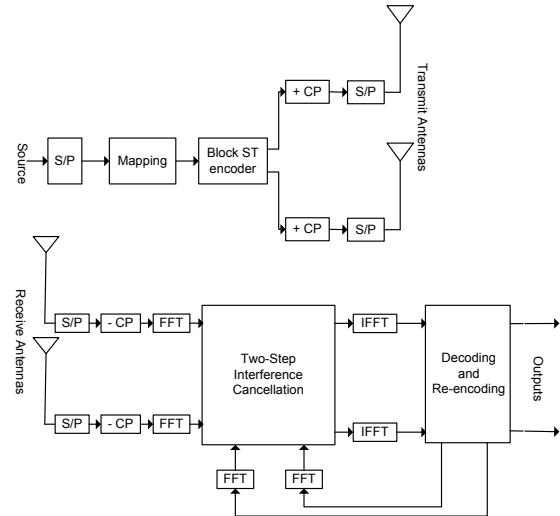 Transmit Antennas
+ CP
S/P
Source
S/P
Mapping
Block ST
encoder
+ CP
S/P
Receive Antennas
S/P
- CP
FFT
IFFT
Two-Step
Interference
Cancellation
Decoding
and
Re-encoding
Outputs
S/P
- CP
FFT
IFFT
FFT
FFT